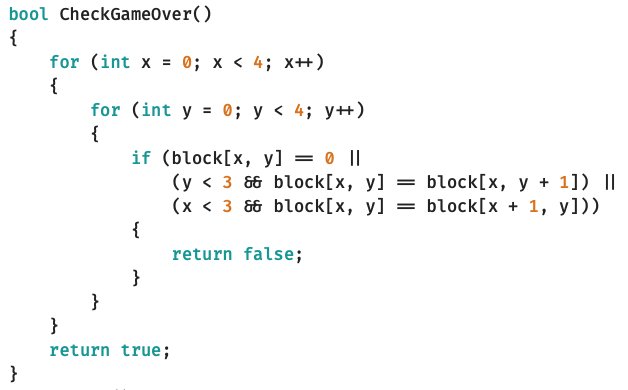 bool CheckGameOver()
{
    for (int x = 0; x < 4; x++)
    {
        for (int y = 0; y < 4; y++)
        {
            if (block[x, y] == 0 ||
                (y < 3 && block[x, y] == block[x, y + 1]) ||
                (x < 3 && block[x, y] == block[x + 1, y]))
            {
                return false;
            }
        }
    }
    return true;
}